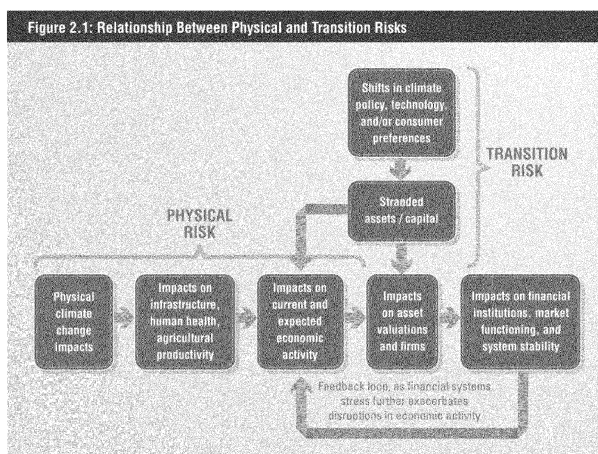 Figure 2.1: Relationship Between Physical and Transition Risks
Shifts in climate
policy, technology,
and/or consumer
preferences
TRANSITION
RISK
Stranded
assets / capital
PHYSICAL
RISK
Physical
climate
change
impacts
Impacts on
infrastructure,
human health,
agricultural
productivity
Impacts on
current and
expected
economic
activity
Impacts
on asset
valuations
and firms
Impacts on financial
institutions, market
functioning, and
system stability
Feedback loop, as financial systems
stress further exacerbates
disruptions in economic activity